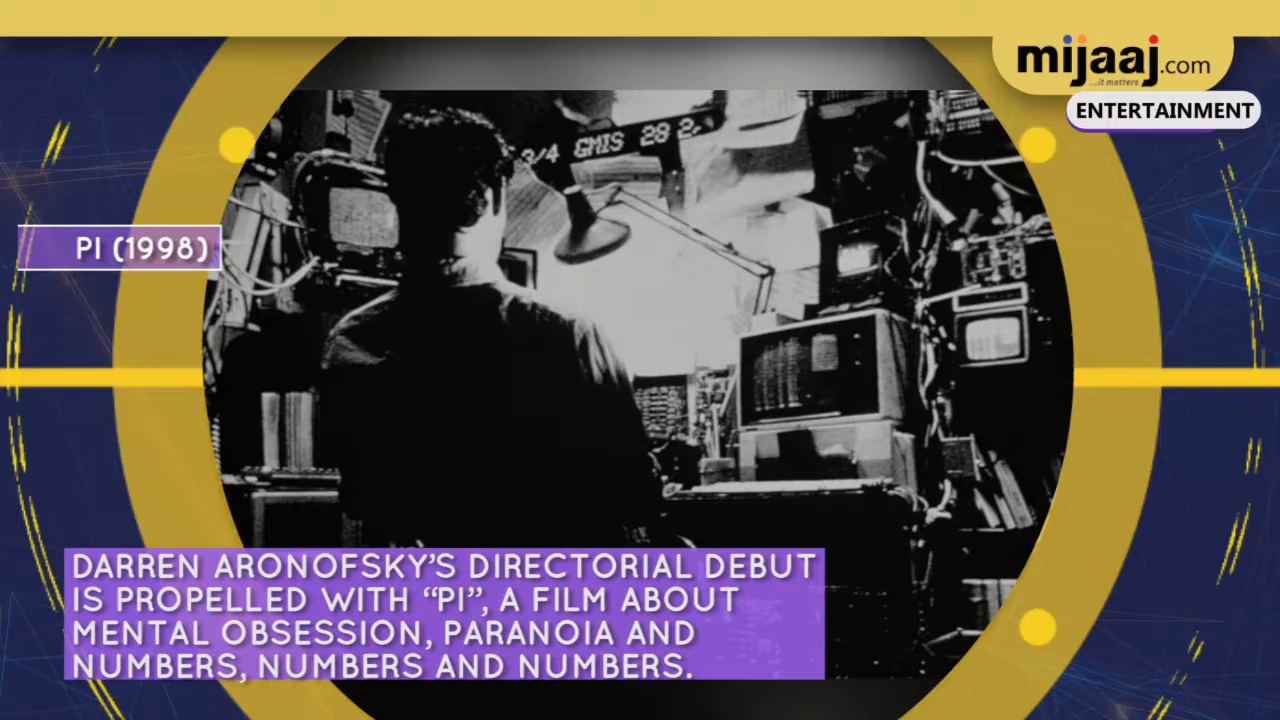 mijaaj.com
...it matters
ENTERTAINMENT
3/4 GMIS 28 2
PI (1998)
DARREN ARONOFSKY’S DIRECTORIAL DEBUT
IS PROPELLED WITH “PI”, A FILM ABOUT
MENTAL OBSESSION, PARANOIA AND
NUMBERS, NUMBERS AND NUMBERS.